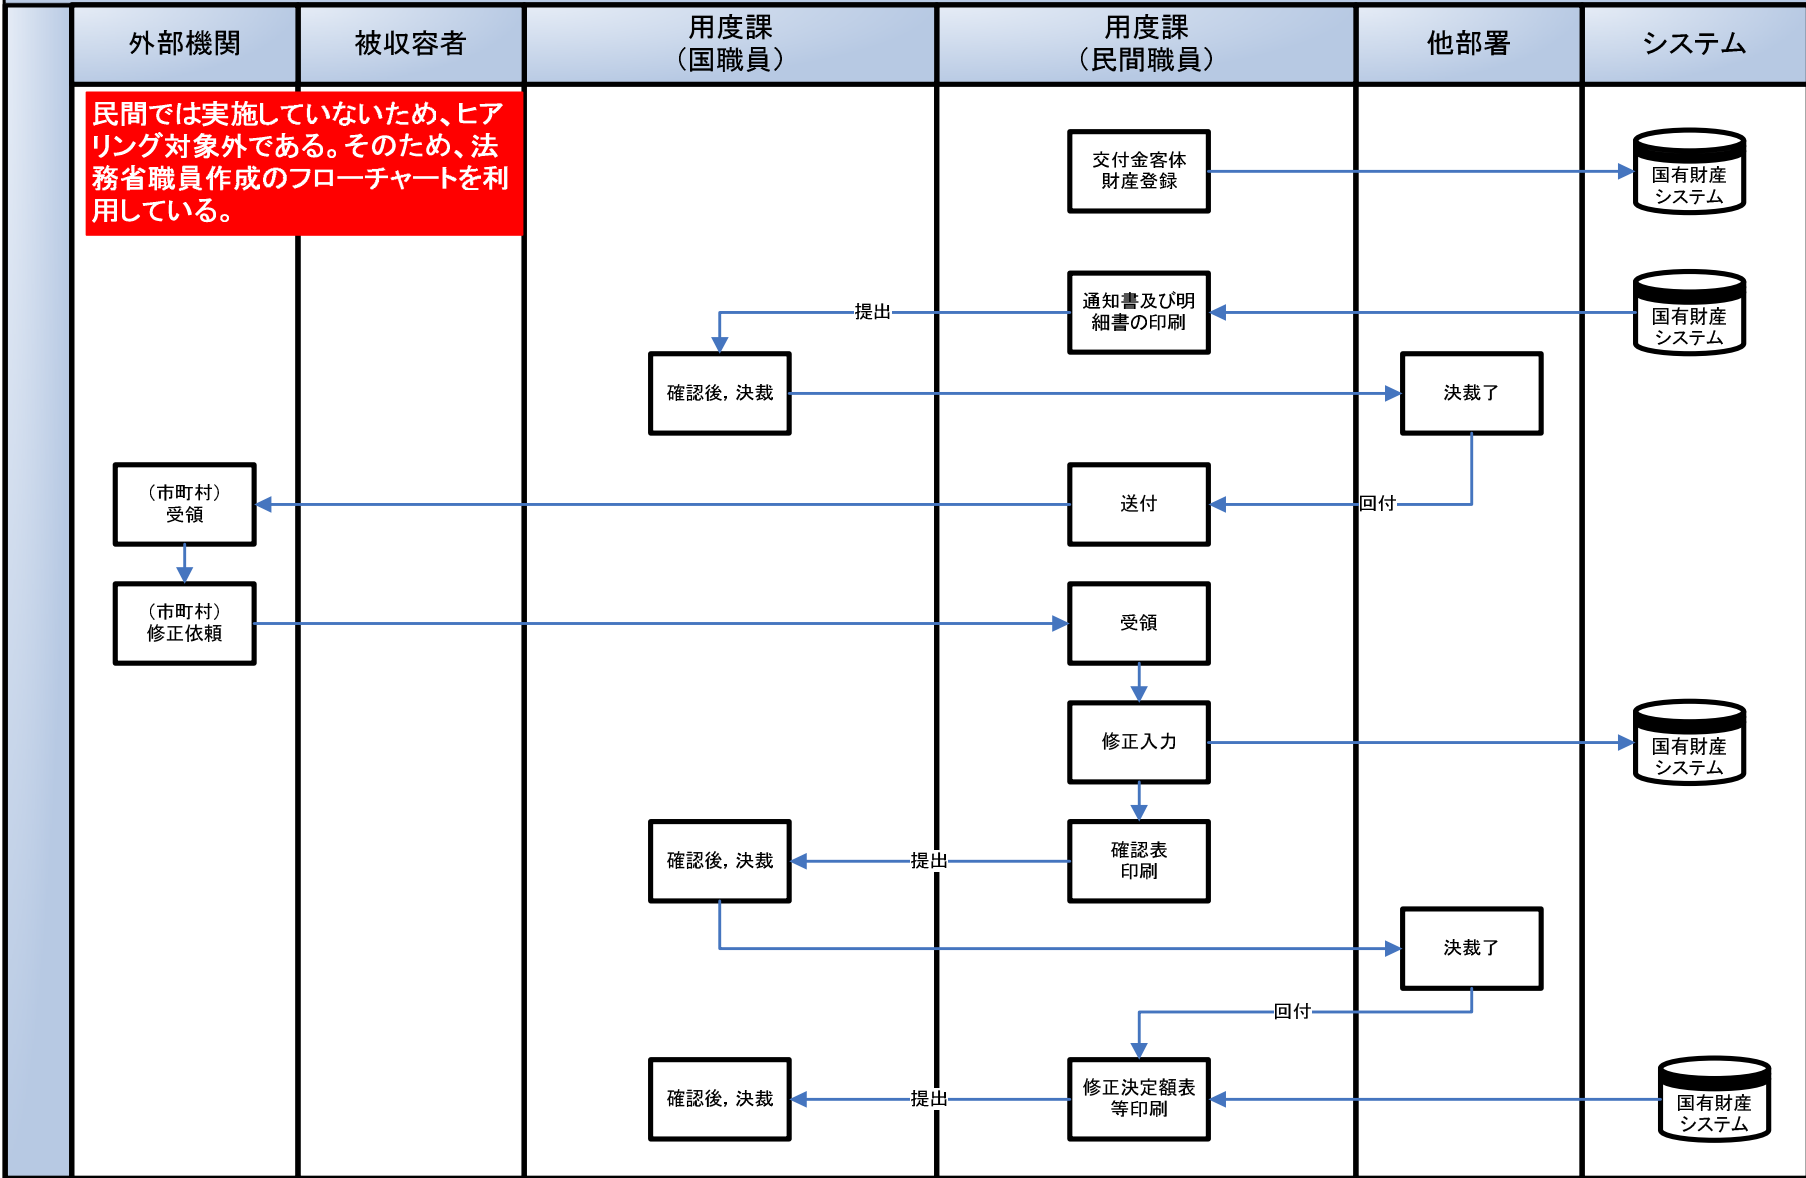 外部機関
被収容者
用度課
（国職員）
用度課
（民間職員）
他部署
システム
民間では実施していないため、ヒア
リング対象外である。そのため、法
務省職員作成のフローチャートを利
用している。
交付金客体
財産登録
国有財産
システム
提出
通知書及び明
細書の印刷
国有財産
システム
確認後，決裁
決裁了
（市町村）
受領
送付
回付
（市町村）
修正依頼
受領
修正入力
国有財産
システム
確認後，決裁
提出
確認表
印刷
決裁了
回付
確認後，決裁
提出
修正決定額表
等印刷
国有財産
システム